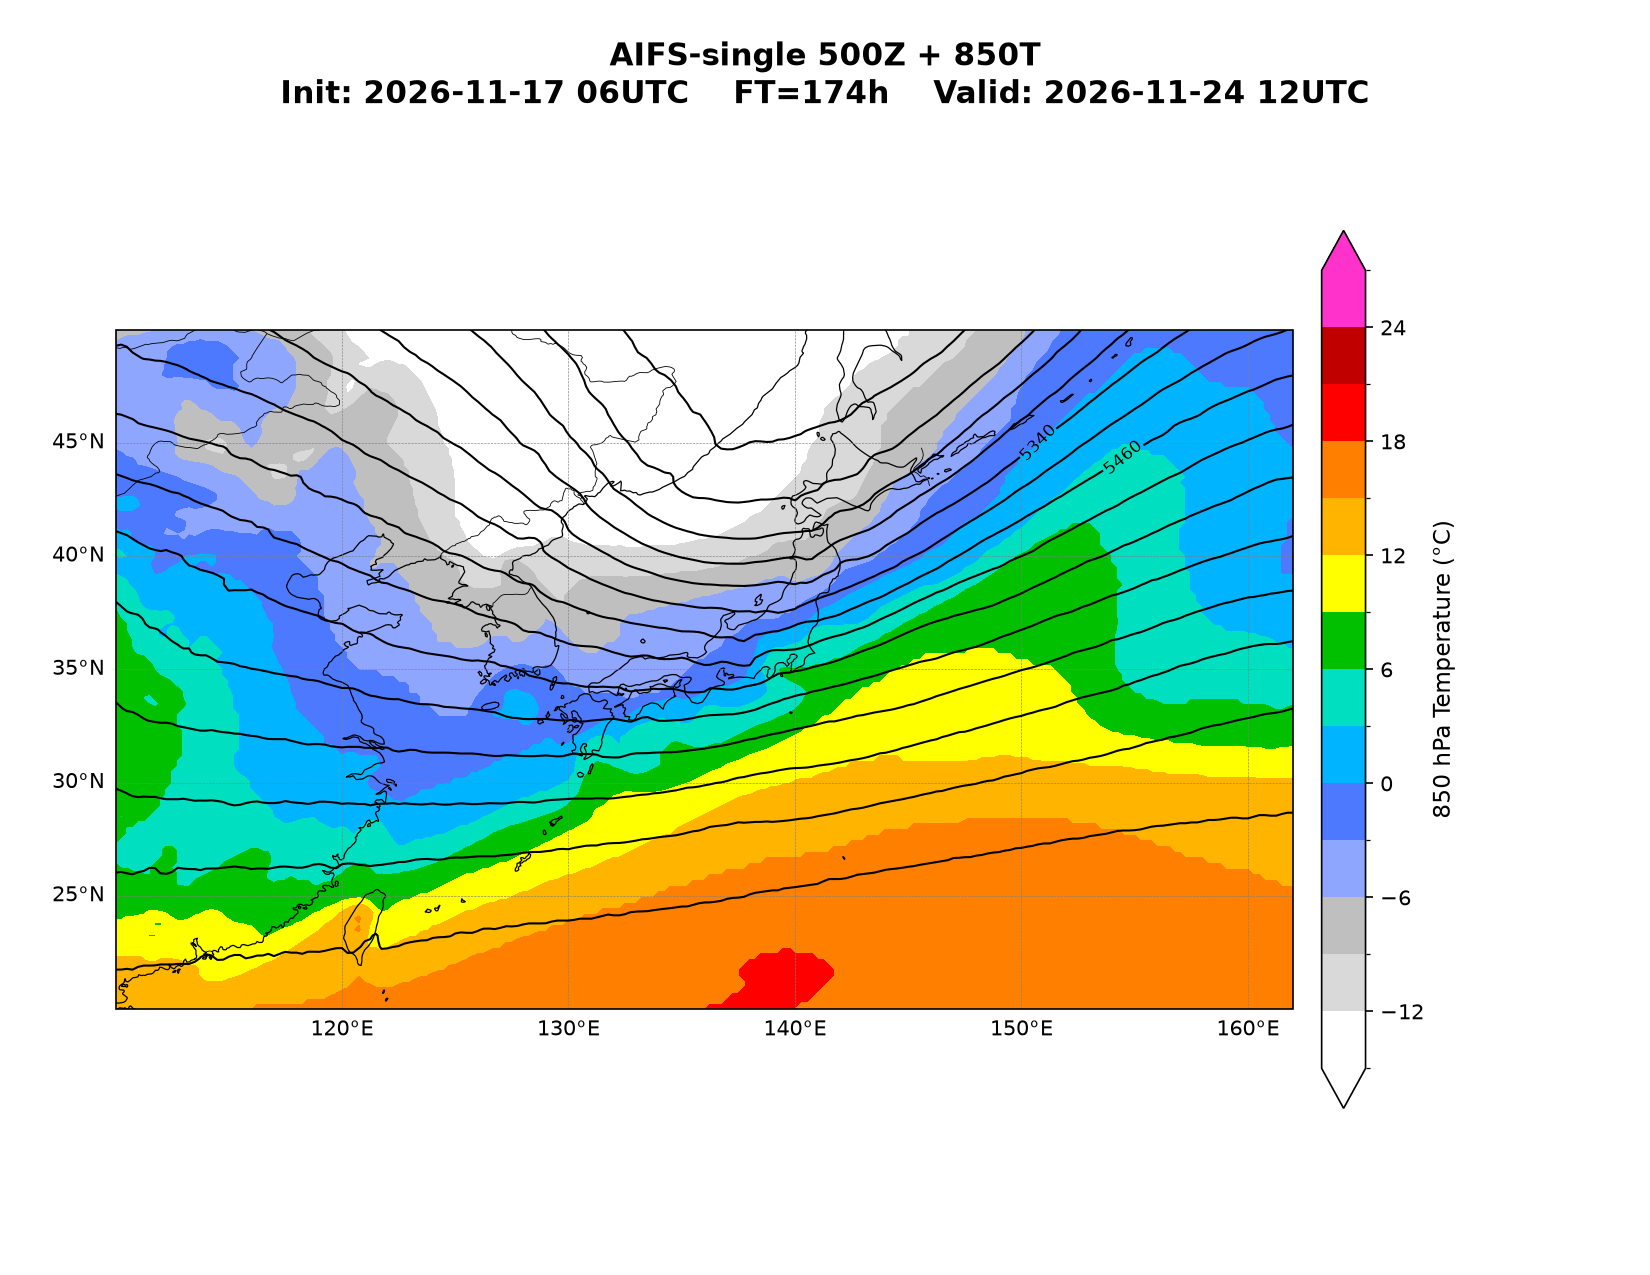 AIFS-single 500Z + 850T
Init: 2026-11-17 06UTC    FT=174h    Valid: 2026-11-24 12UTC
45°N
40°N
35°N
30°N
25°N
120°E
130°E
140°E
150°E
160°E
5340
5460
24
18
12
6
0
−6
−12
850 hPa Temperature (°C)